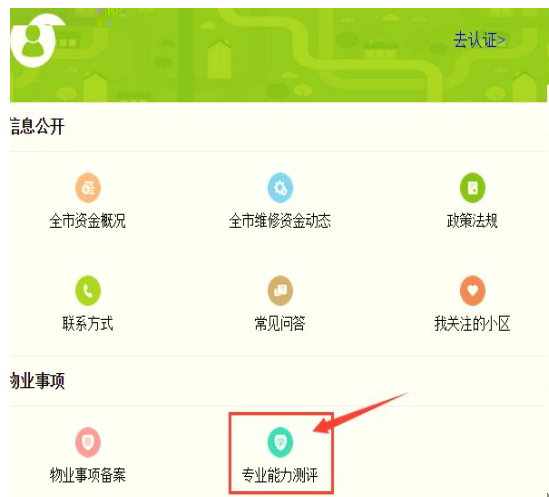 去认证>
信息公开
全市资金概况 全市维修资金动态 政策法规
联系方式 常见问答 我关注的小区
物业事项
物业事项备案 专业能力测评